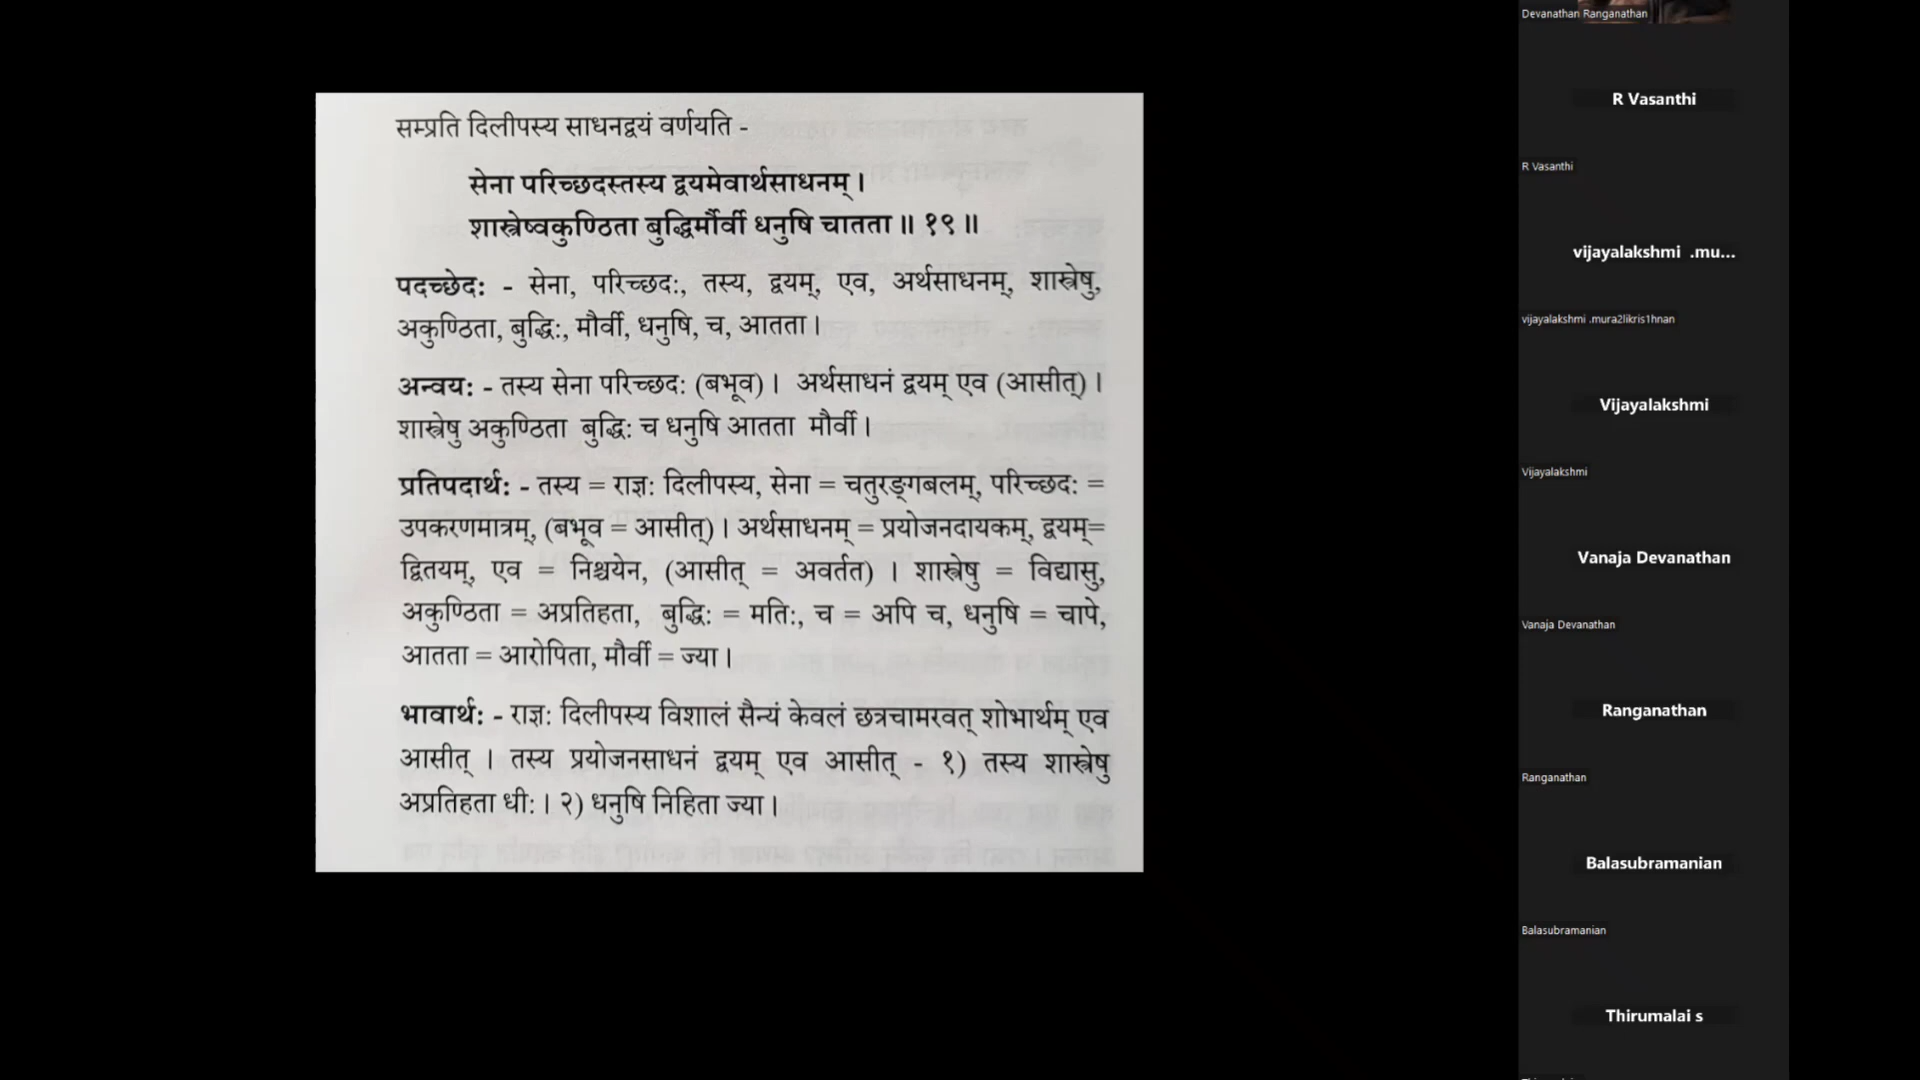 सम्प्रति दिलीपस्य साधनद्वयं वर्णयति -
सेना परिच्छदस्तस्य द्वयमेवार्थसाधनम् ।
शास्त्रेष्वकुण्ठिता बुद्धिर्मौर्वी धनुषि चातता ॥ १९ ॥
पदच्छेदः - सेना, परिच्छदः, तस्य, द्वयम्, एव, अर्थसाधनम्, शास्त्रेषु,
अकुण्ठिता, बुद्धिः, मौर्वी, धनुषि, च, आतता ।
अन्वयः - तस्य सेना परिच्छदः (बभूव) । अर्थसाधनं द्वयम् एव (आसीत्) ।
शास्त्रेषु अकुण्ठिता बुद्धिः च धनुषि आतता मौर्वी ।
प्रतिपदार्थः - तस्य = राज्ञः दिलीपस्य, सेना = चतुरङ्गबलम्, परिच्छदः =
उपकरणमात्रम्, (बभूव = आसीत्) । अर्थसाधनम् = प्रयोजनदायकम्, द्वयम्=
द्वितयम्, एव = निश्चयेन, (आसीत् = अवर्तत) । शास्त्रेषु = विद्यासु,
अकुण्ठिता = अप्रतिहता, बुद्धिः = मतिः, च = अपि च, धनुषि = चापे,
आतता = आरोपिता, मौर्वी = ज्या ।
भावार्थः - राज्ञः दिलीपस्य विशालं सैन्यं केवलं छत्रचामरवत् शोभार्थम् एव
आसीत् । तस्य प्रयोजनसाधनं द्वयम् एव आसीत् - १) तस्य शास्त्रेषु
अप्रतिहता धीः । २) धनुषि निहिता ज्या ।
Devanathan Ranganathan
R Vasanthi
R Vasanthi
vijayalakshmi .mu...
vijayalakshmi .mura2likris1hnan
Vijayalakshmi
Vijayalakshmi
Vanaja Devanathan
Vanaja Devanathan
Ranganathan
Ranganathan
Balasubramanian
Balasubramanian
Thirumalai s